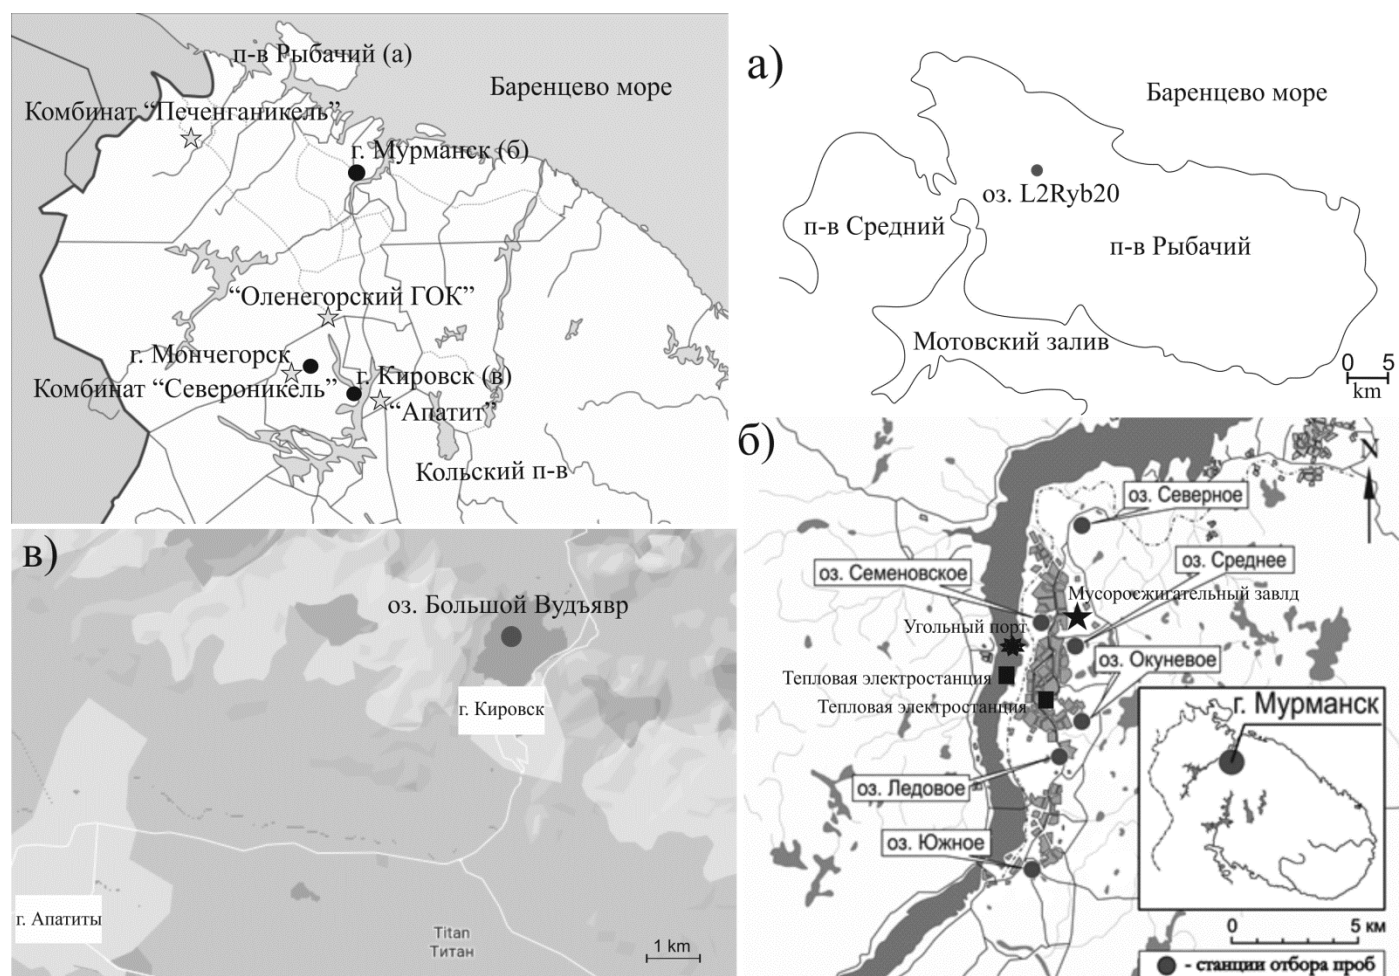 п-в Рыбачий (а)
Баренцево море
Комбинат “Печенганикель”
г. Мурманск (б)
“Оленегорский ГОК”
г. Мончегорск
Комбинат “Североникель”
г. Кировск (в)
“Апатит”
Кольский п-в
а)
Баренцево море
оз. L2Ryb20
п-в Средний
п-в Рыбачий
Мотовский залив
0 5
km
в)
оз. Большой Вудъявр
г. Кировск
г. Апатиты
Titan
Титан
1 km
б)
N
оз. Северное
оз. Среднее
оз. Семеновское
Мусоросжигательный завлд
Угольный порт
оз. Окуневое
Тепловая электростанция
Тепловая электростанция
г. Мурманск
оз. Ледовое
оз. Южное
0 5 км
- станции отбора проб